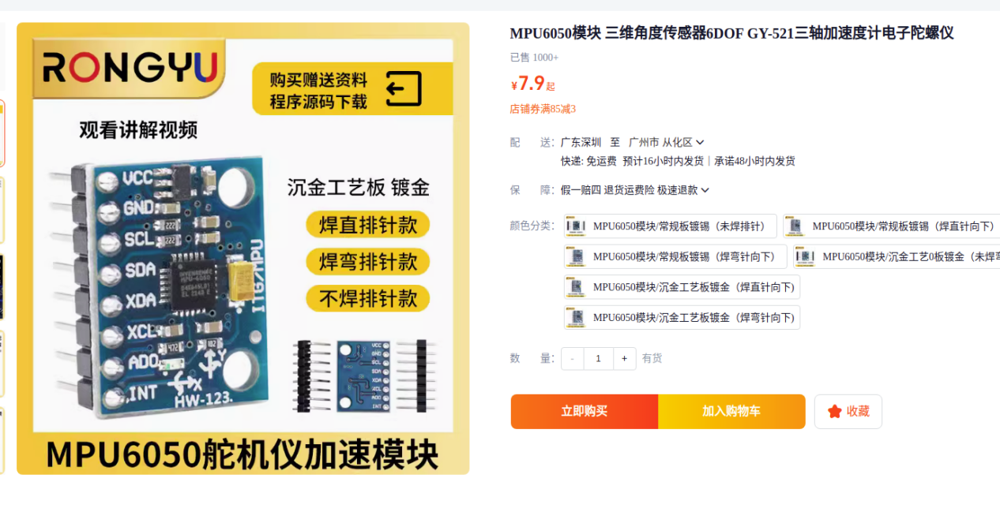 RONGYU
购买赠送资料
程序源码下载
观看讲解视频
沉金工艺板 镀金
焊直排针款
焊弯排针款
不焊排针款
VCC
GND
SCL
SDA
XDA
XCL
ADO
INT
222
222
472
182
ITG/MPU
Y
X
HW-123.
VCC
GND
SCL
SDA
XDA
XCL
ADO
INT
MPU6050舵机仪加速模块
MPU6050模块 三维角度传感器6DOF GY-521三轴加速度计电子陀螺仪
已售 1000+
¥7.9起
店铺券满85减3
配 送: 广东深圳 至 广州市 从化区
快递: 免运费 预计16小时内发货 | 承诺48小时内发货
保 障: 假一赔四 退货运费险 极速退款
颜色分类: MPU6050模块/常规板镀锡（未焊排针） MPU6050模块/常规板镀锡（焊直针向下）
MPU6050模块/常规板镀锡（焊弯针向下） MPU6050模块/沉金工艺0板镀金（未焊
MPU6050模块/沉金工艺板镀金（焊直针向下)
MPU6050模块/沉金工艺板镀金（焊弯针向下)
数 量: - 1 + 有货
立即购买 加入购物车 收藏